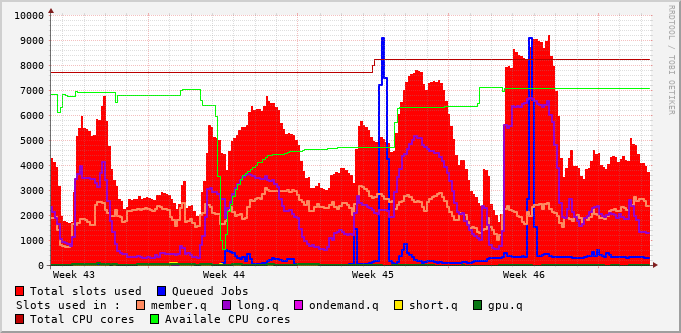 10000
9000
8000
7000
6000
5000
4000
3000
2000
1000
0
Week 43 Week 44 Week 45 Week 46
RRDTOOL / TOBI OETIKER
Total slots used Queued Jobs
Slots used in : member.q long.q ondemand.q short.q gpu.q
Total CPU cores Availale CPU cores